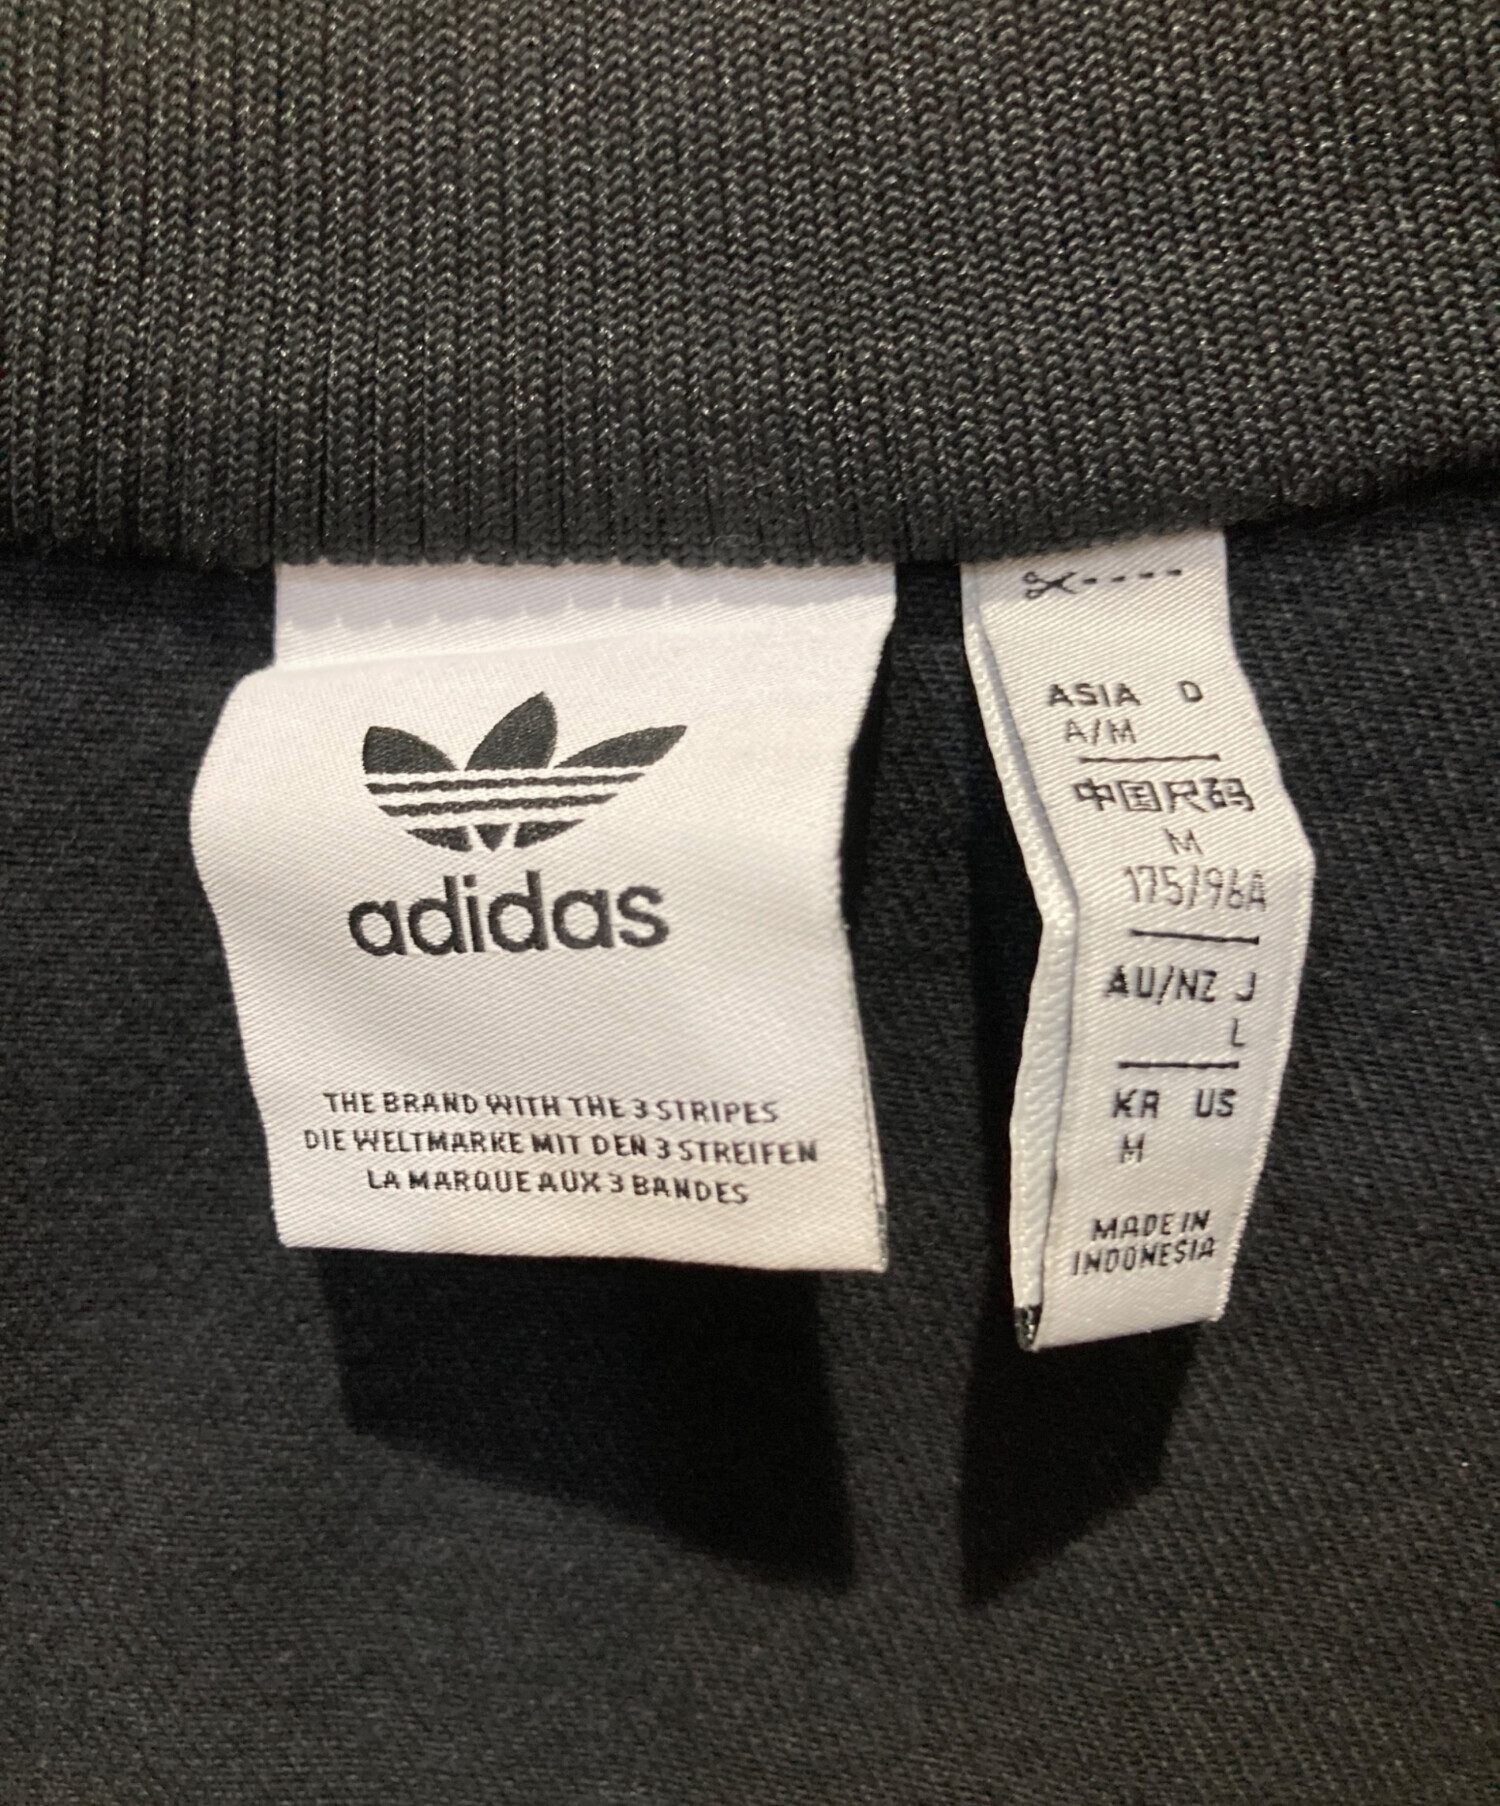 adidas
THE BRAND WITH THE 3 STRIPES
DIE WELTMARKE MIT DEN 3 STREIFEN
LA MARQUE AUX 3 BANDES
ASIA D
A/M
中国尺码
M
175/96A
AU/NZ J
L
KR US
M
MADE IN
INDONESIA